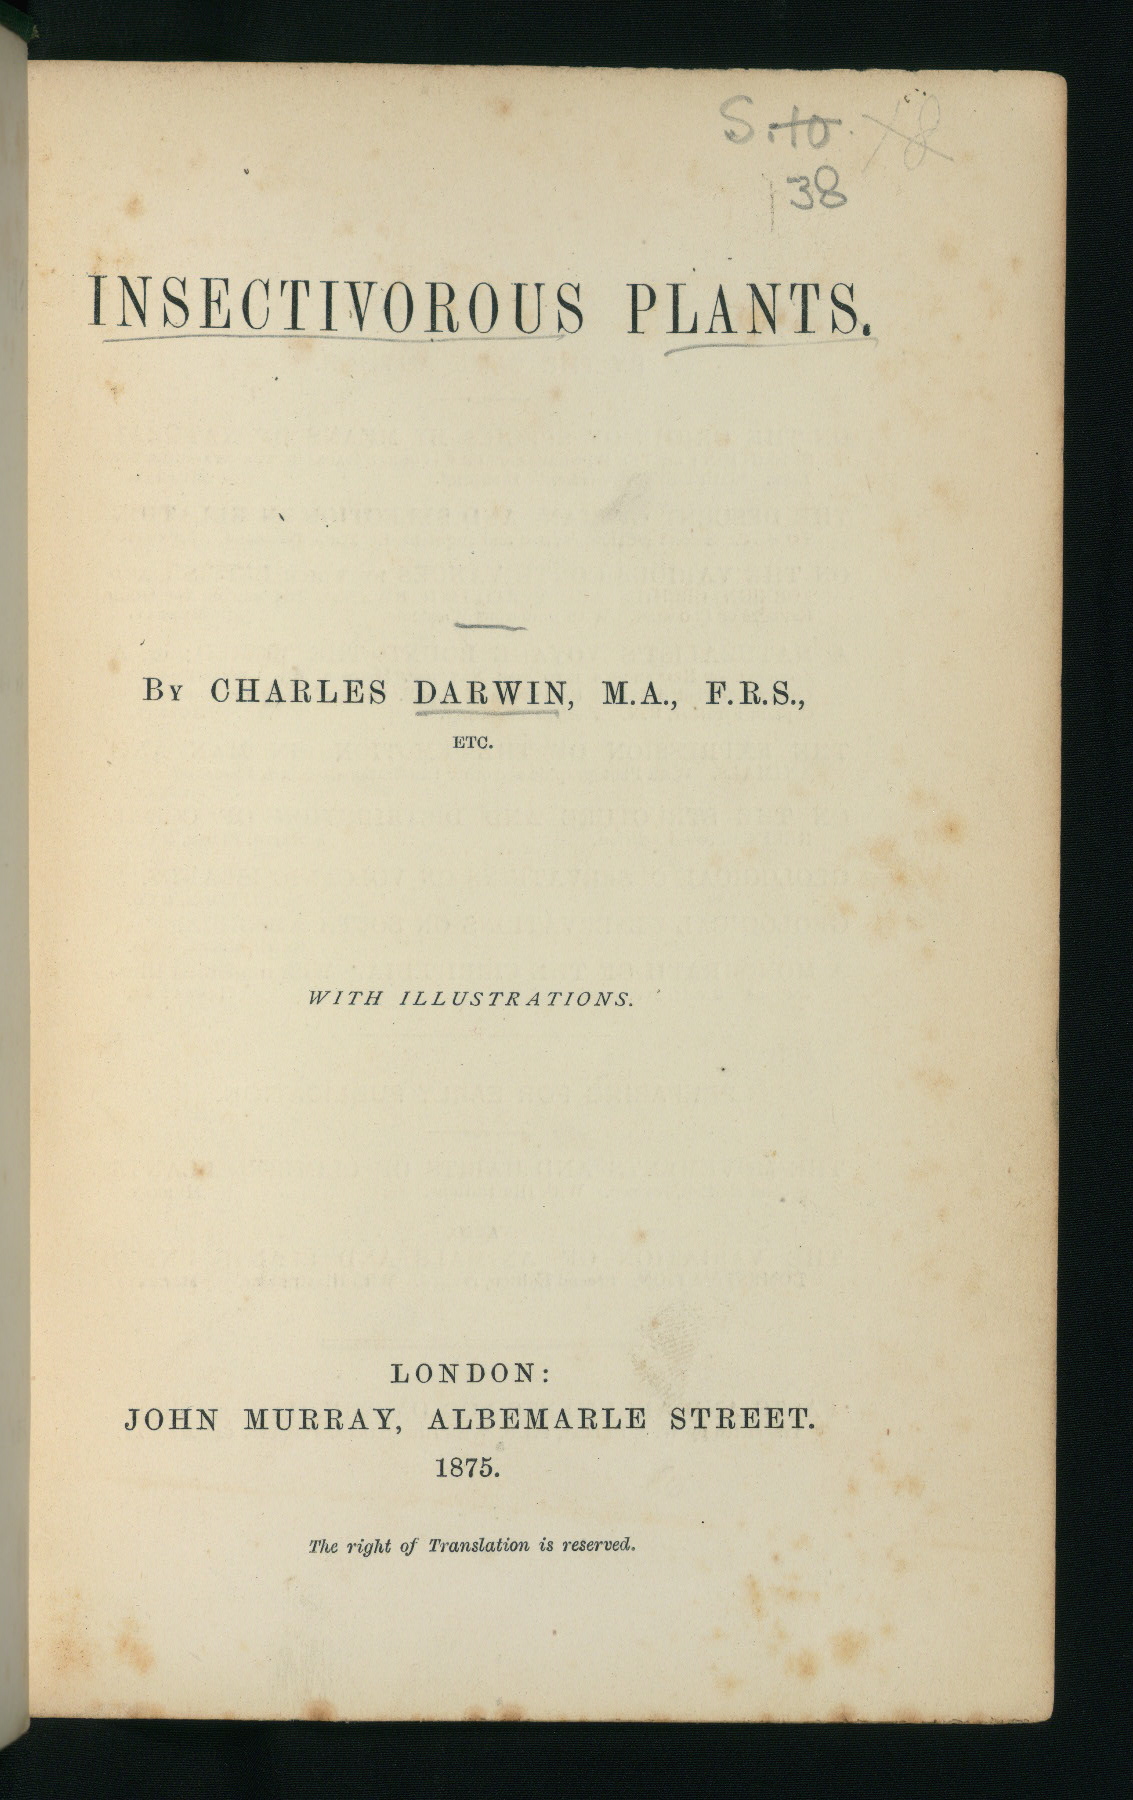 38
INSECTIVOROUS PLANTS.
BY CHARLES DARWIN, M.A., F.R.S.,
ETC.
WITH ILLUSTRATIONS.
LONDON:
JOHN MURRAY, ALBEMARLE STREET.
1875.
The right of Translation is reserved.